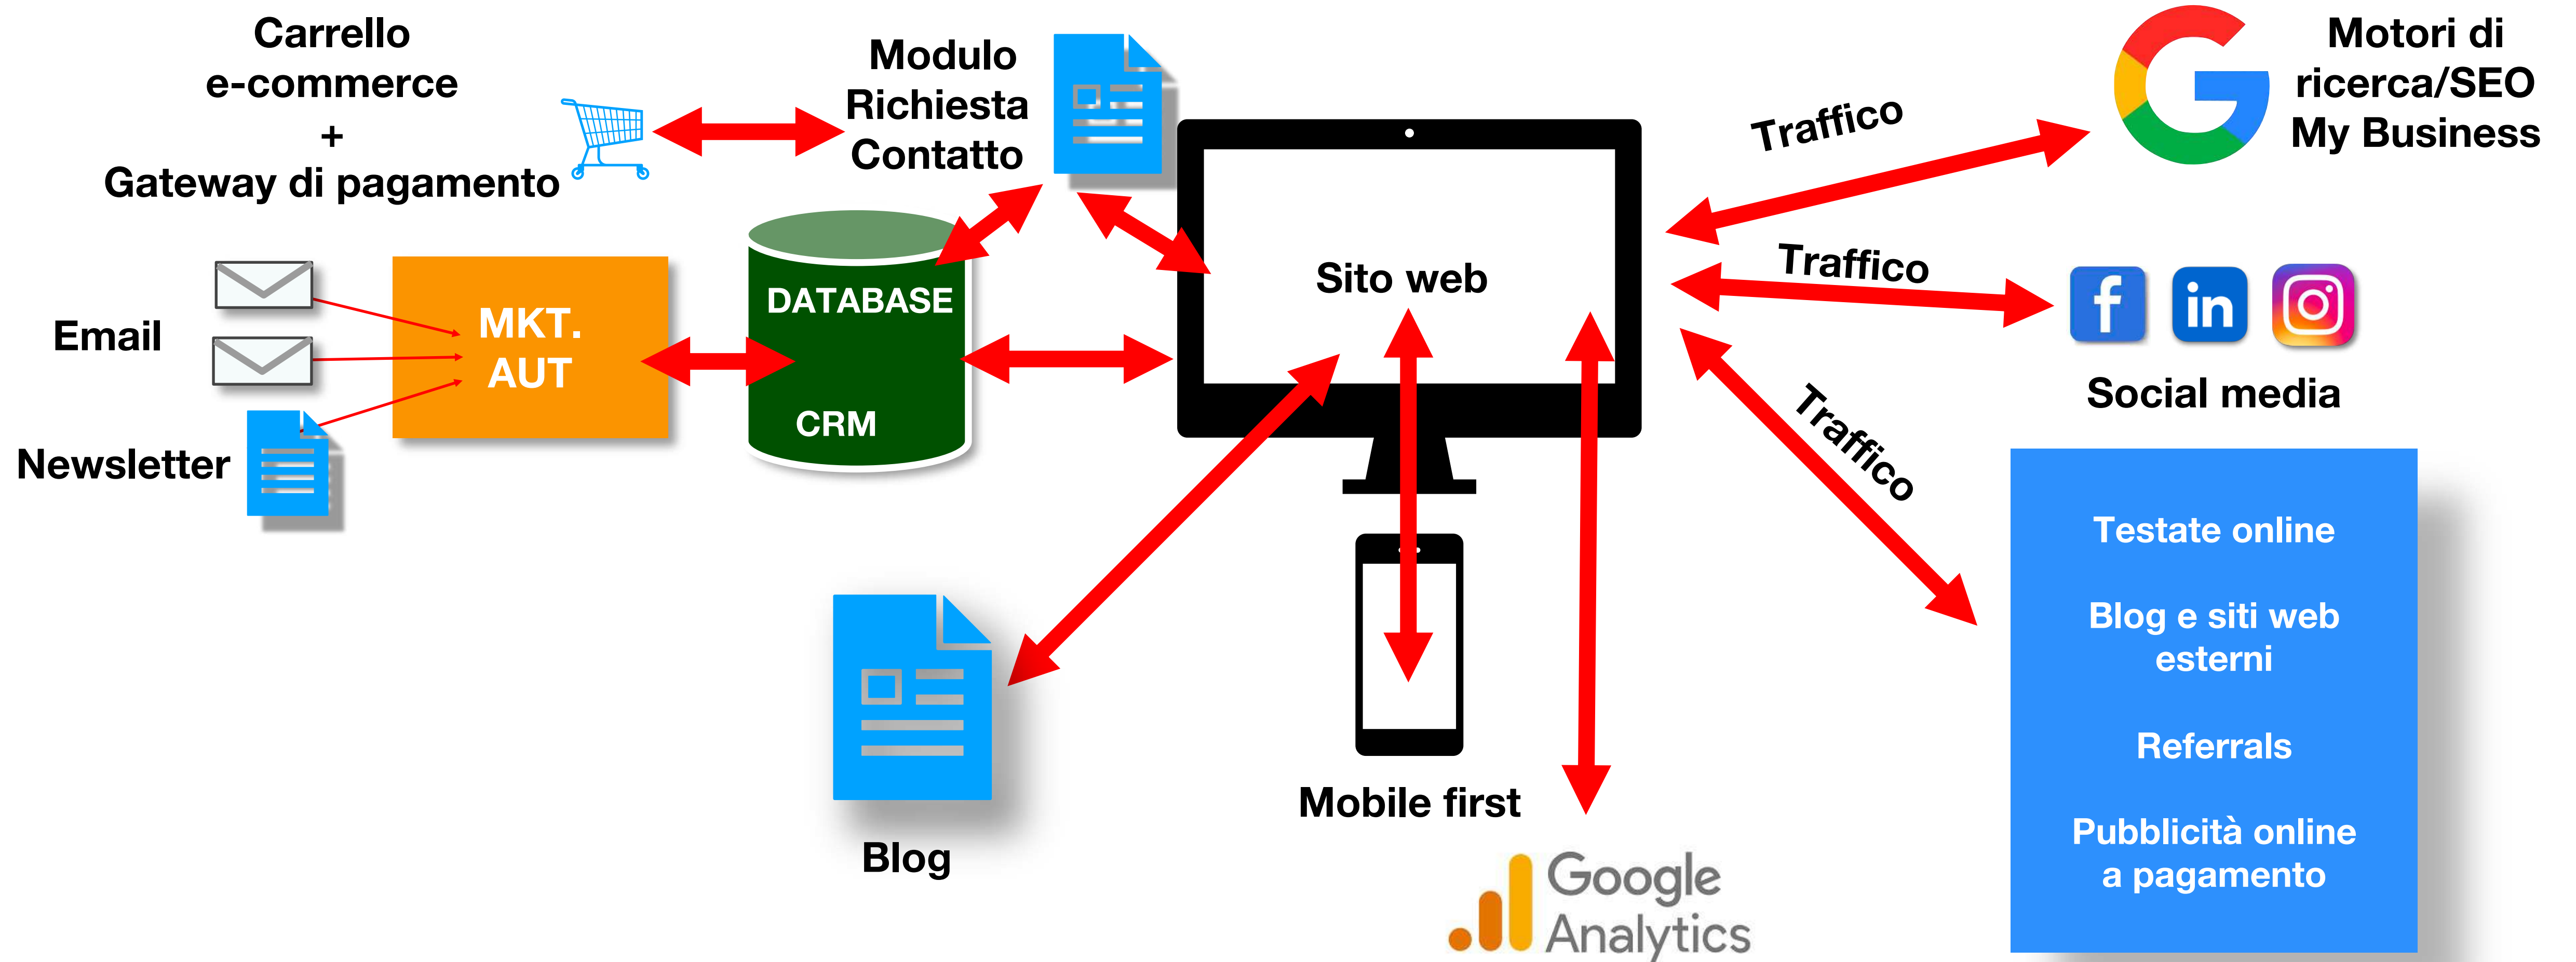 Carrello
e-commerce
+
Gateway di pagamento
Modulo
Richiesta
Contatto
Motori di
ricerca/SEO
My Business
Traffico
Traffico
Traffico
Sito web
Email
Newsletter
MKT.
AUT
DATABASE
CRM
f
in
Social media
Testate online
Blog e siti web
esterni
Referrals
Pubblicità online
a pagamento
Blog
Mobile first
Google
Analytics